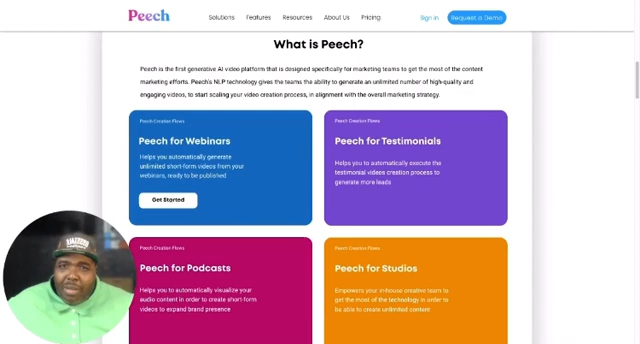 Peech
Solutions Features Resources About Us Pricing
Sign In
Request a Demo
What is Peech?
Peech is the first generative AI video platform that is designed specifically for marketing teams to get the most of the content
marketing efforts. Peech's NLP technology gives the teams the ability to generate an unlimited number of high-quality and
engaging videos, to start scaling your video creation process, in alignment with the overall marketing strategy.
Peech Creation Flows
Peech for Webinars
Helps you automatically generate
unlimited short-form videos from your
webinars, ready to be published
Get Started
Peech Creation Flows
Peech for Testimonials
Helps you to automatically execute the
testimonial videos creation process to
generate more leads
Peech Creation Flows
Peech for Podcasts
Helps you to automatically visualize your
audio content in order to create short-form
videos to expand brand presence
Peech Creation Flows
Peech for Studios
Empowers your in-house creative team to
get the most of the technology in order to
be able to create unlimited content